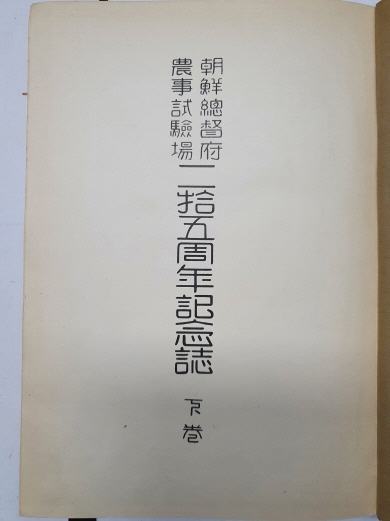 朝鮮總督府
農事試驗場
二拾五周年記念誌
下卷